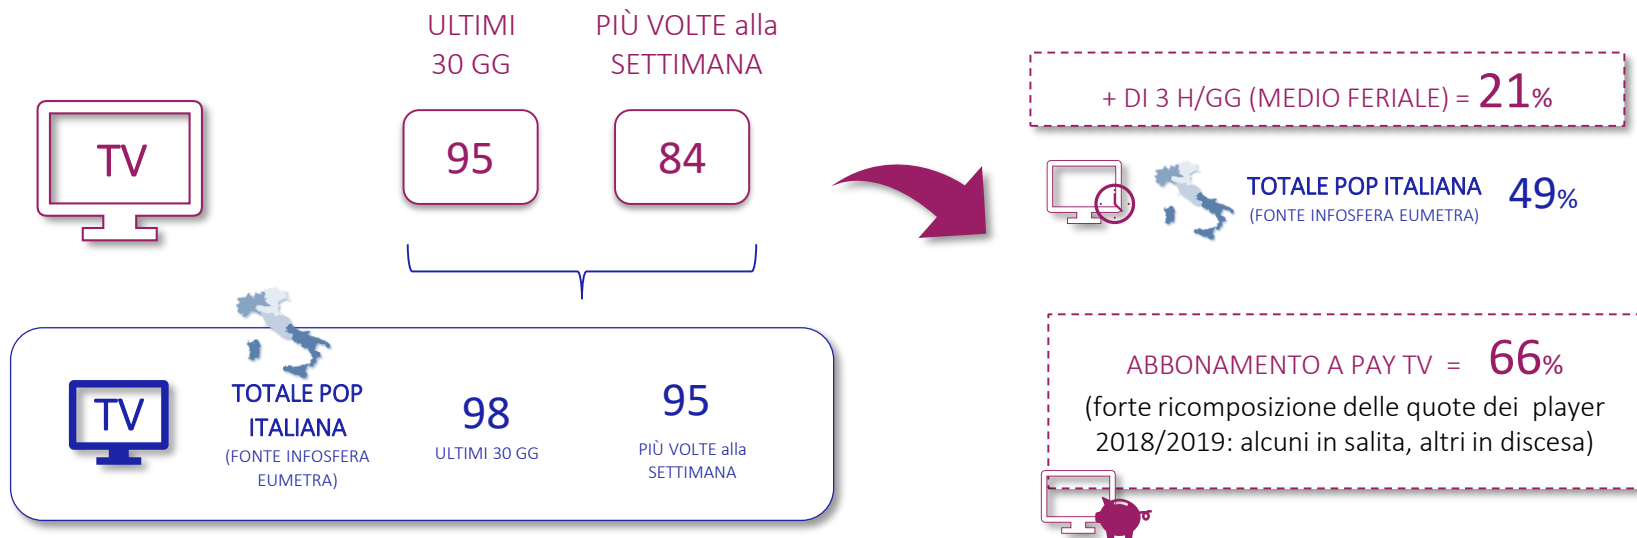 ULTIMI
30 GG
PIÙ VOLTE alla
SETTIMANA
TV
95
84
TV
TOTALE POP
ITALIANA
(FONTE INFOSFERA
EUMETRA)
98
ULTIMI 30 GG
95
PIÙ VOLTE alla
SETTIMANA
+ DI 3 H/GG (MEDIO FERIALE) = 21%
TOTALE POP ITALIANA
(FONTE INFOSFERA EUMETRA)
49%
ABBONAMENTO A PAY TV = 66%
(forte ricomposizione delle quote dei player
2018/2019: alcuni in salita, altri in discesa)